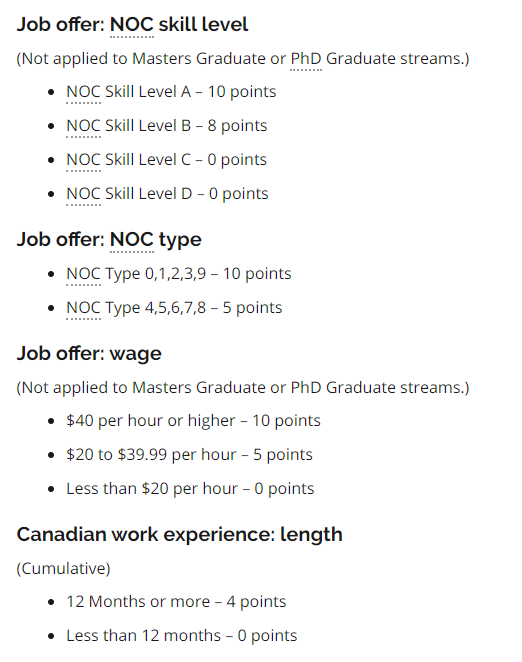 Job offer: NOC skill level
(Not applied to Masters Graduate or PhD Graduate streams.)
NOC Skill Level A – 10 points
NOC Skill Level B – 8 points
NOC Skill Level C – 0 points
NOC Skill Level D – 0 points
Job offer: NOC type
NOC Type 0,1,2,3,9 – 10 points
NOC Type 4,5,6,7,8 – 5 points
Job offer: wage
(Not applied to Masters Graduate or PhD Graduate streams.)
$40 per hour or higher – 10 points
$20 to $39.99 per hour – 5 points
Less than $20 per hour – 0 points
Canadian work experience: length
(Cumulative)
12 Months or more – 4 points
Less than 12 months – 0 points